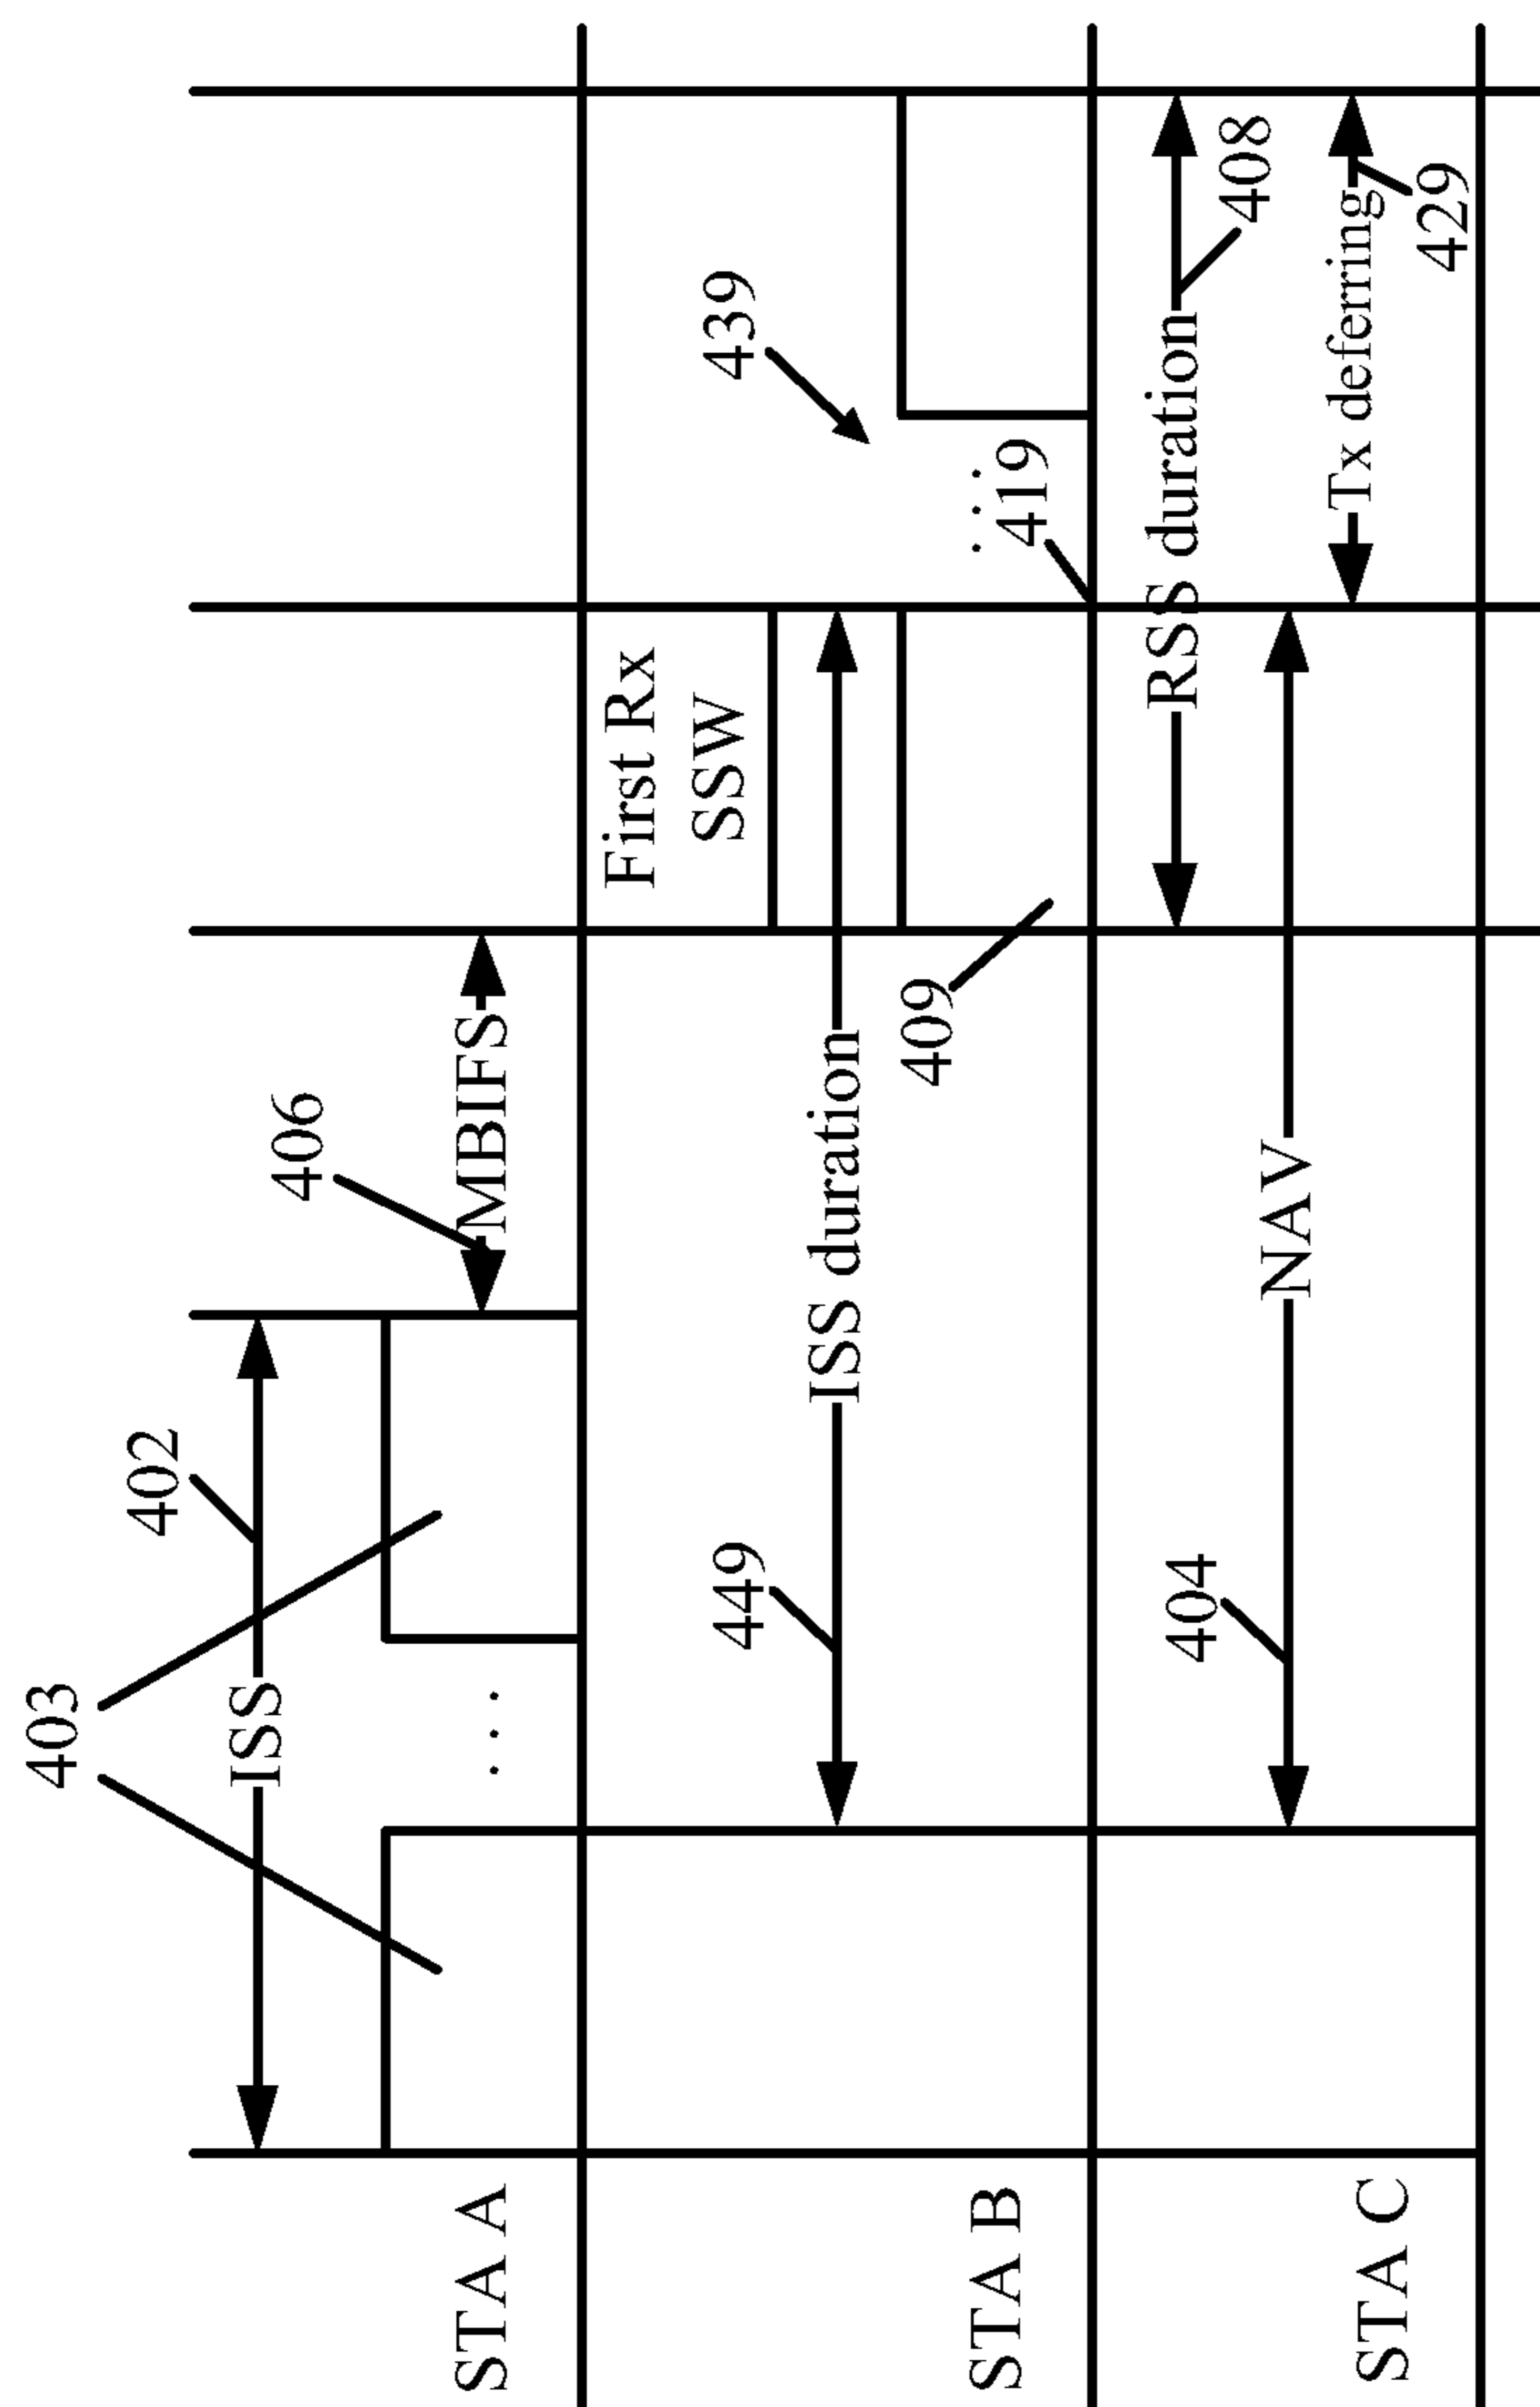 403
402
ISS
406
STA A
MBIFS
First Rx
SSW
439
449
ISS duration
409
419
STA B
RSS duration
408
404
NAV
Tx deferring
429
STA C